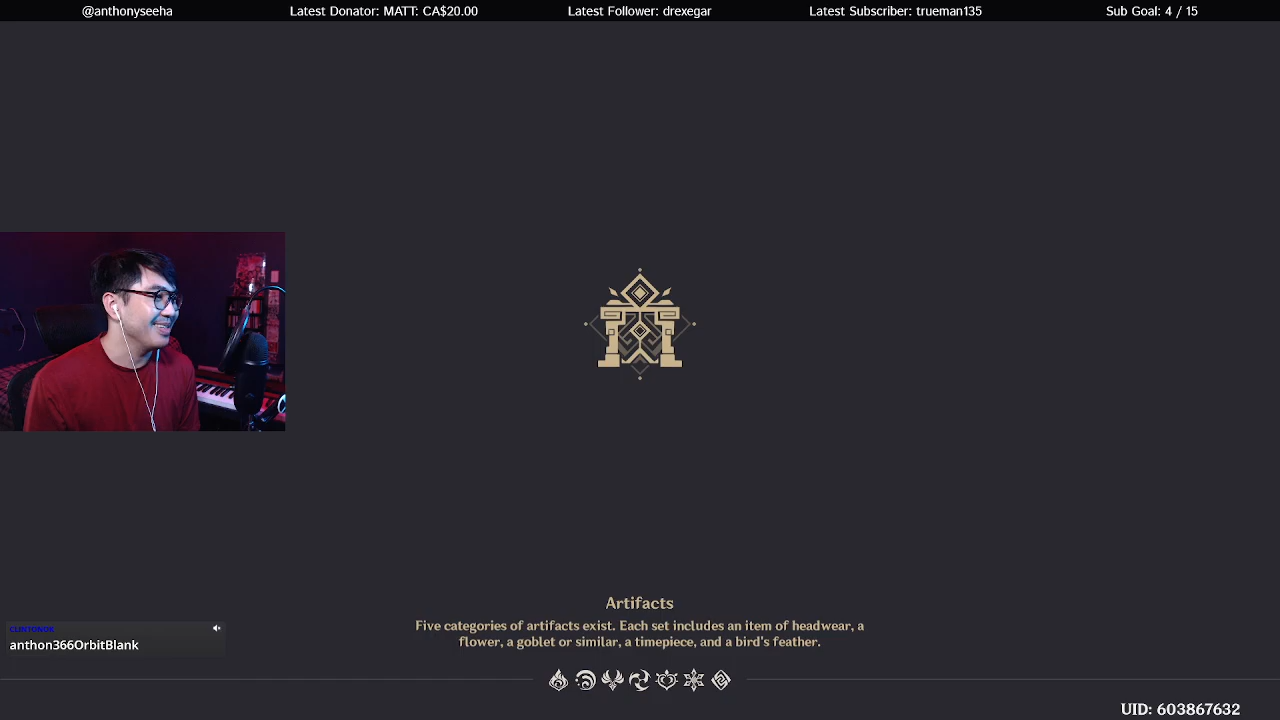 @anthonyseeha
Latest Donator: MATT: CA$20.00
Latest Follower: drexegar
Latest Subscriber: trueman135
Sub Goal: 4 / 15
Artifacts
Five categories of artifacts exist. Each set includes an item of headwear, a
flower, a goblet or similar, a timepiece, and a bird's feather.
CLINTONOR
anthon366OrbitBlank
UID: 603867632